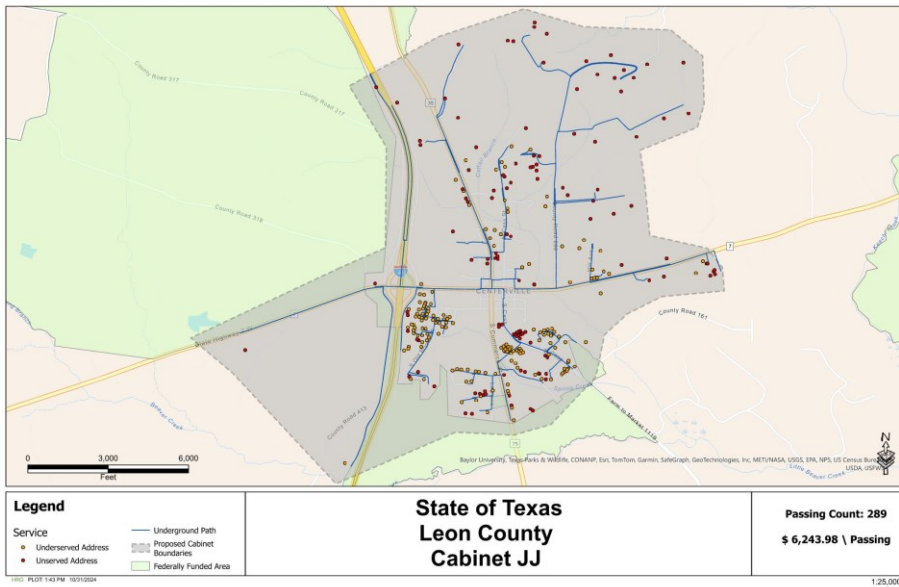 County Road 317
County Road 317
County Road 318
75
7
CENTERVILLE
County Road 161
County Road 413
Farm to Market 1119
75
Beaver Creek
Little Beaver Creek
0 3,000 6,000
Feet
N
Baylor University, Texas Parks & Wildlife, CONANP, Esri, TomTom, Garmin, SafeGraph, GeoTechnologies, Inc, METI/NASA, USGS, EPA, NPS, US Census Bureau,
USDA, USFWS
Legend
Service
Underserved Address
Unserved Address
Underground Path
Proposed Cabinet
Boundaries
Federally Funded Area
State of Texas
Leon County
Cabinet JJ
Passing Count: 289
$ 6,243.98 \ Passing
PLOT: 1:43 PM 10/31/2024
1:25,000